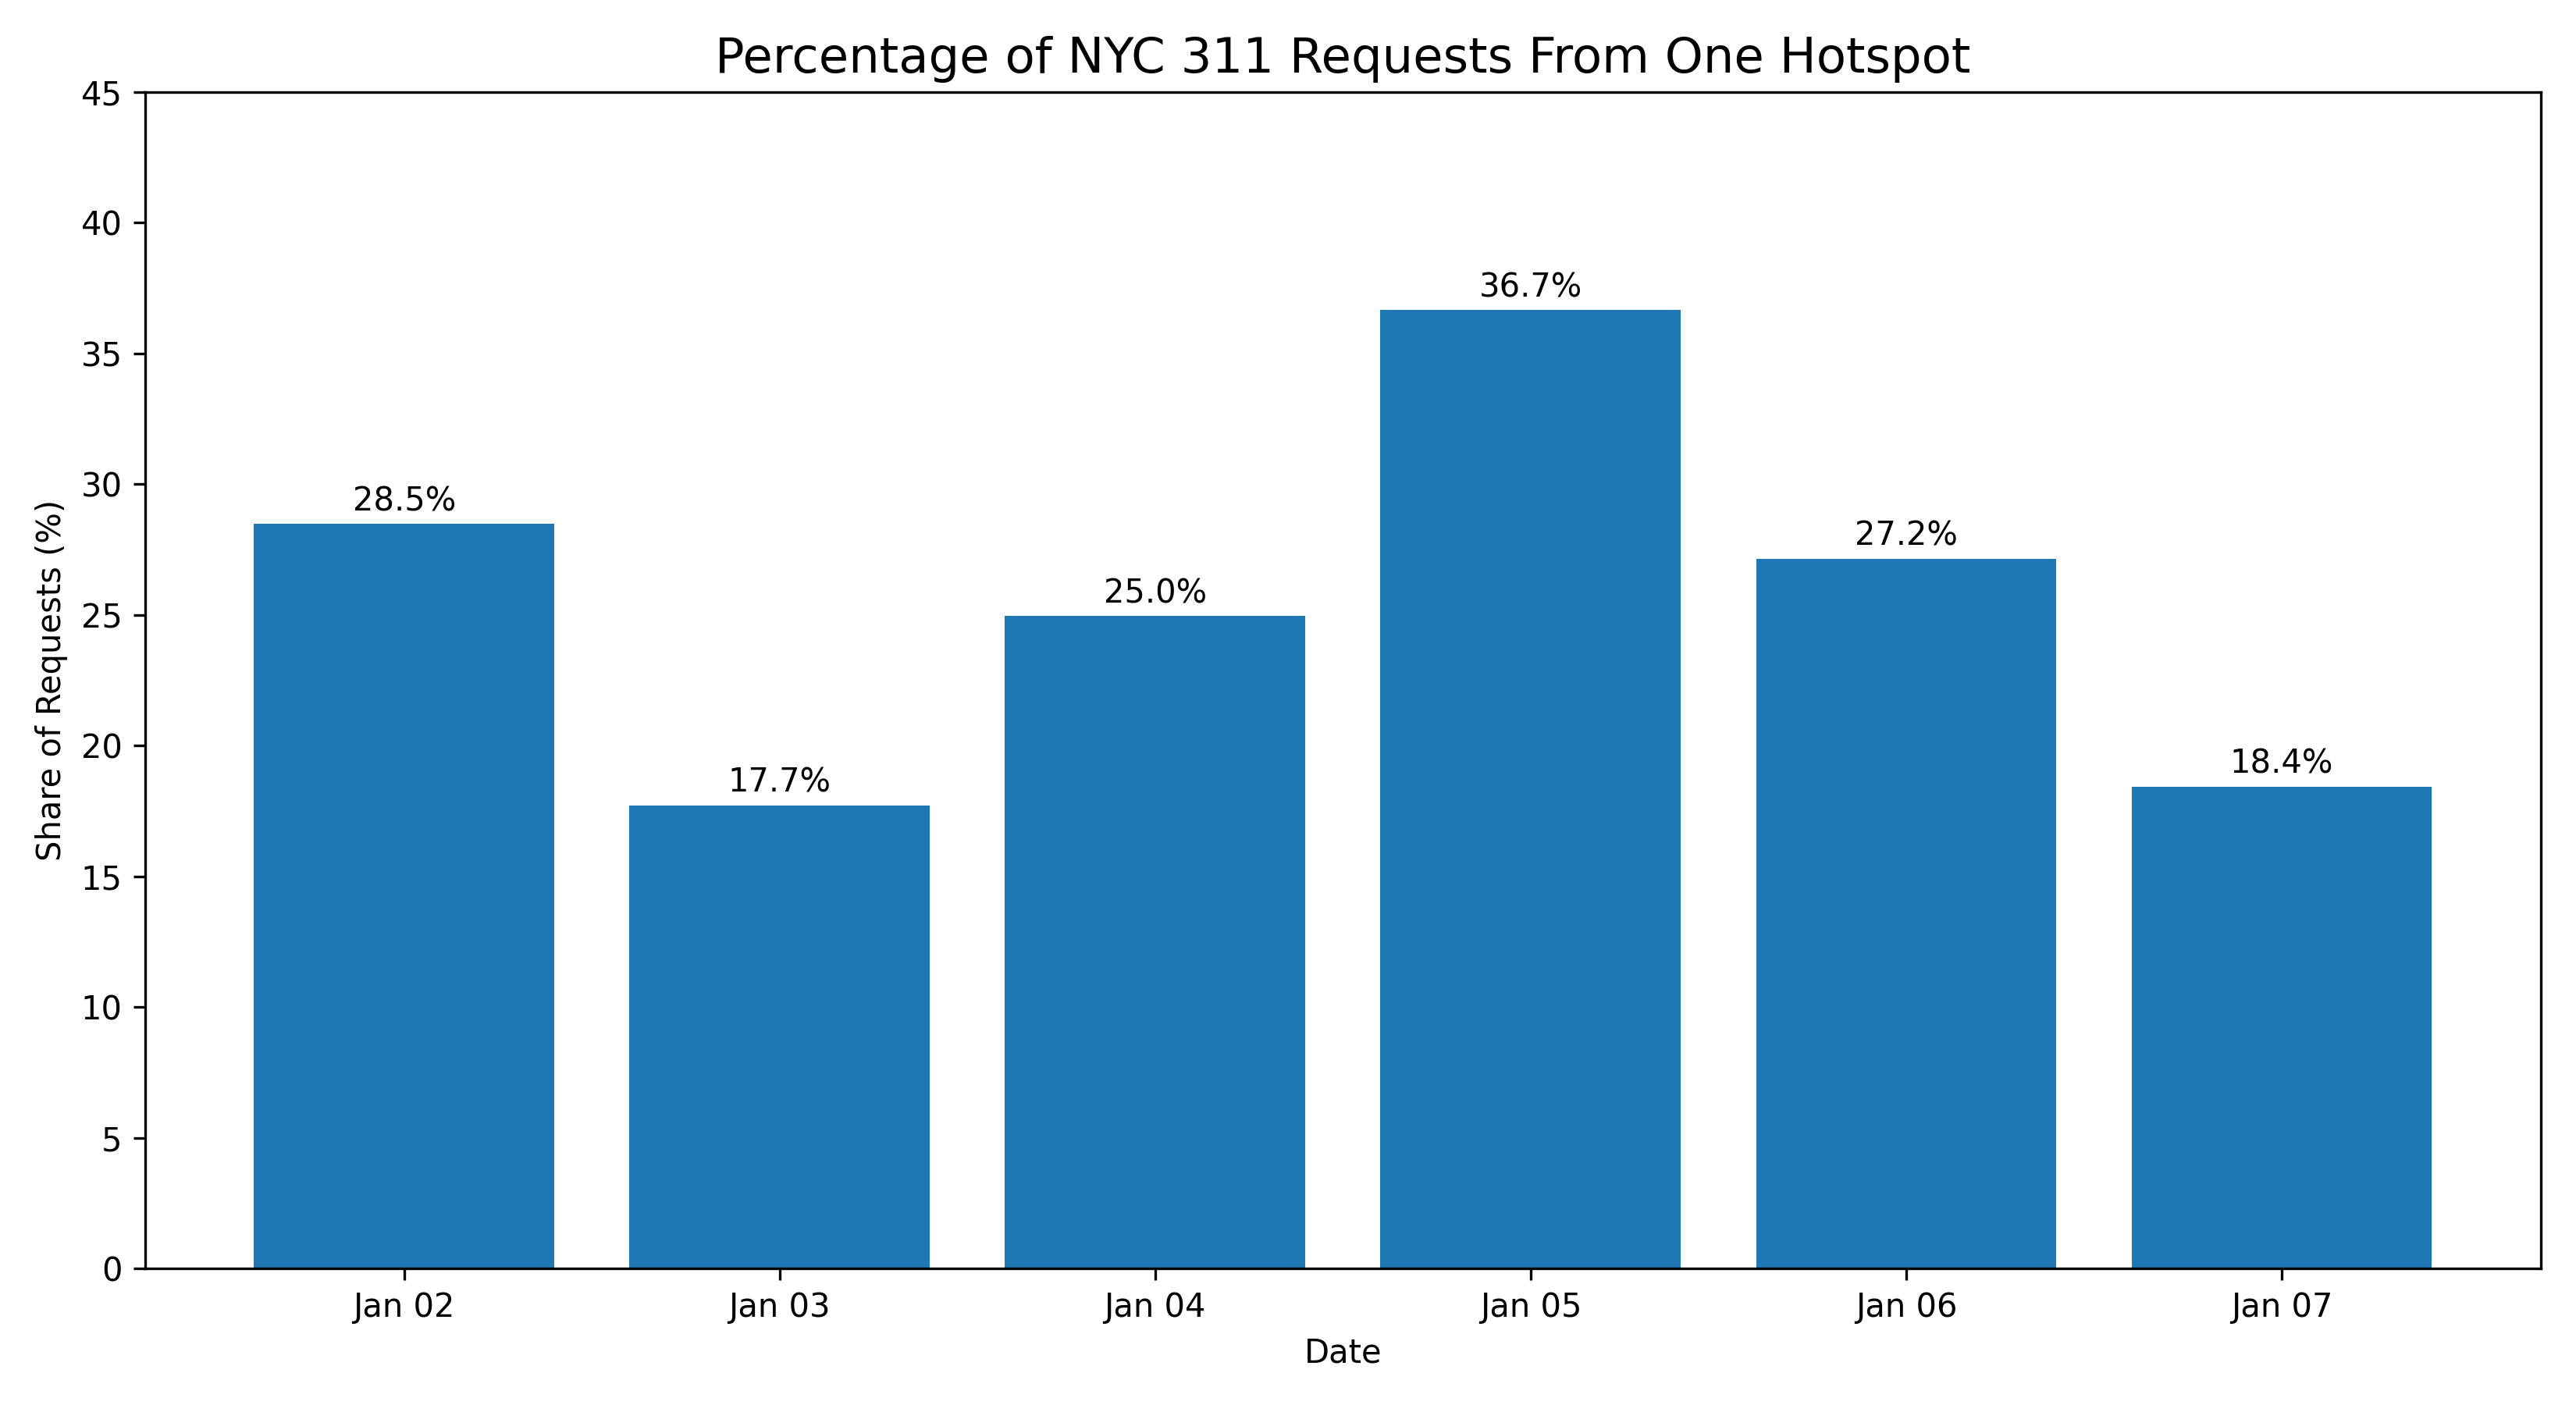 Percentage of NYC 311 Requests From One Hotspot
Share of Requests (%)
45
40
35
30
25
20
15
10
5
0
28.5%
17.7%
25.0%
36.7%
27.2%
18.4%
Jan 02
Jan 03
Jan 04
Jan 05
Jan 06
Jan 07
Date